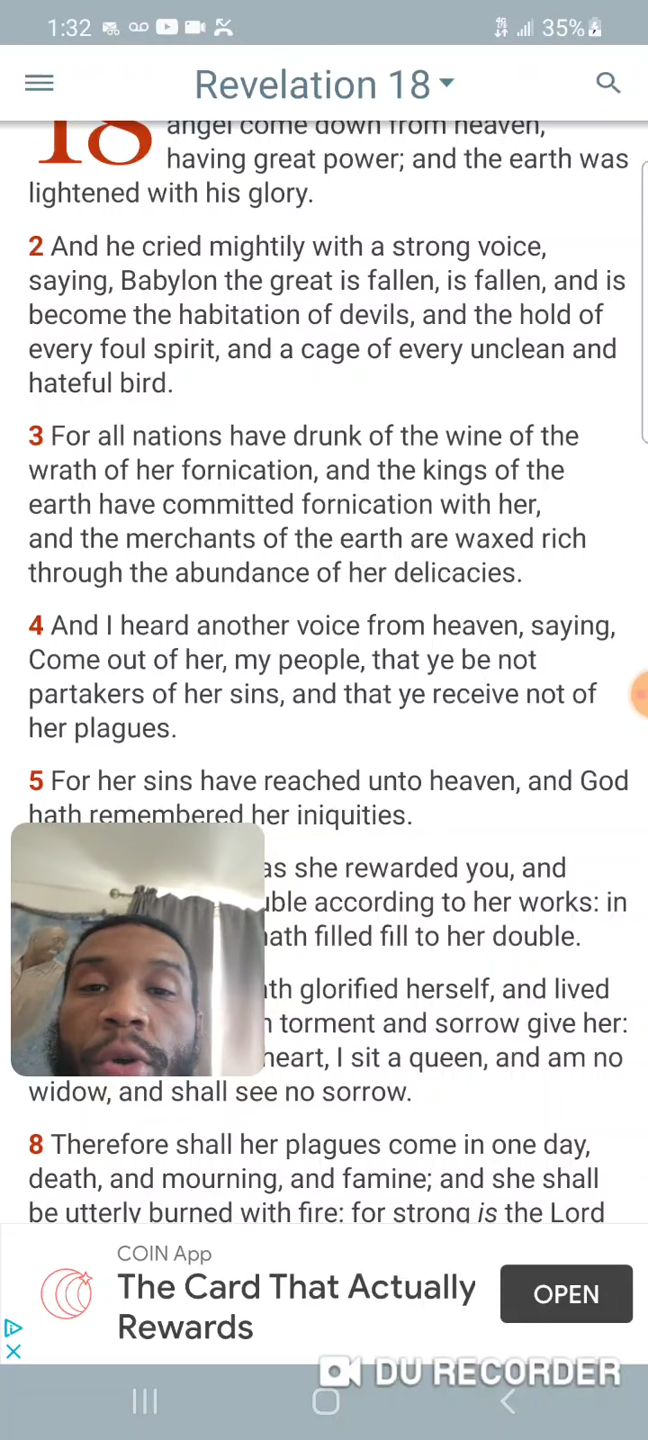 1:32
35%
Revelation 18
18 angel come down from heaven,
having great power; and the earth was
lightened with his glory.
2 And he cried mightily with a strong voice,
saying, Babylon the great is fallen, is fallen, and is
become the habitation of devils, and the hold of
every foul spirit, and a cage of every unclean and
hateful bird.
3 For all nations have drunk of the wine of the
wrath of her fornication, and the kings of the
earth have committed fornication with her,
and the merchants of the earth are waxed rich
through the abundance of her delicacies.
4 And I heard another voice from heaven, saying,
Come out of her, my people, that ye be not
partakers of her sins, and that ye receive not of
her plagues.
5 For her sins have reached unto heaven, and God
hath remembered her iniquities.
as she rewarded you, and
according to her works: in
filled fill to her double.
glorified herself, and lived
torment and sorrow give her:
heart, I sit a queen, and am no
widow, and shall see no sorrow.
8 Therefore shall her plagues come in one day,
death, and mourning, and famine; and she shall
be utterly burned with fire: for strong is the Lord
COIN App
The Card That Actually
Rewards
OPEN
DU RECORDER